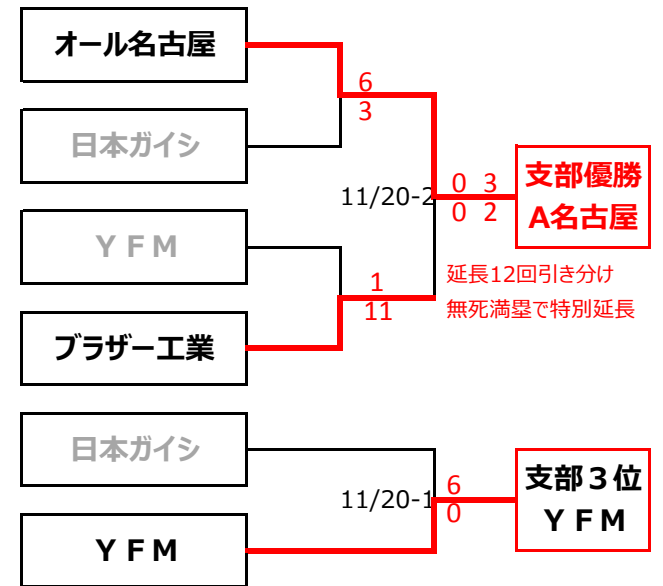 オール名古屋
6
3
日本ガイシ
11/20-2
0 3
0 2
支部優勝
A名古屋
ＹＦＭ
延長12回引き分け
無死満塁で特別延長
1
11
ブラザー工業
日本ガイシ
11/20-1
6
0
支部３位
ＹＦＭ
ＹＦＭ